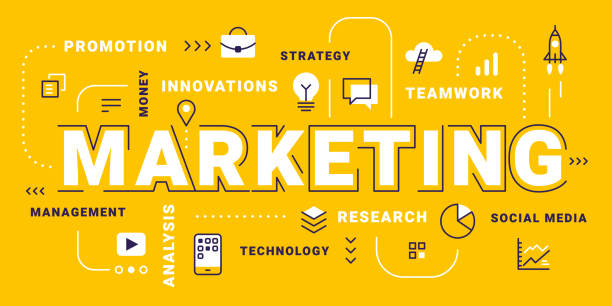 PROMOTION
STRATEGY
MONEY
INNOVATIONS
TEAMWORK
MARKETING
MANAGEMENT
ANALYSIS
RESEARCH
SOCIAL MEDIA
TECHNOLOGY